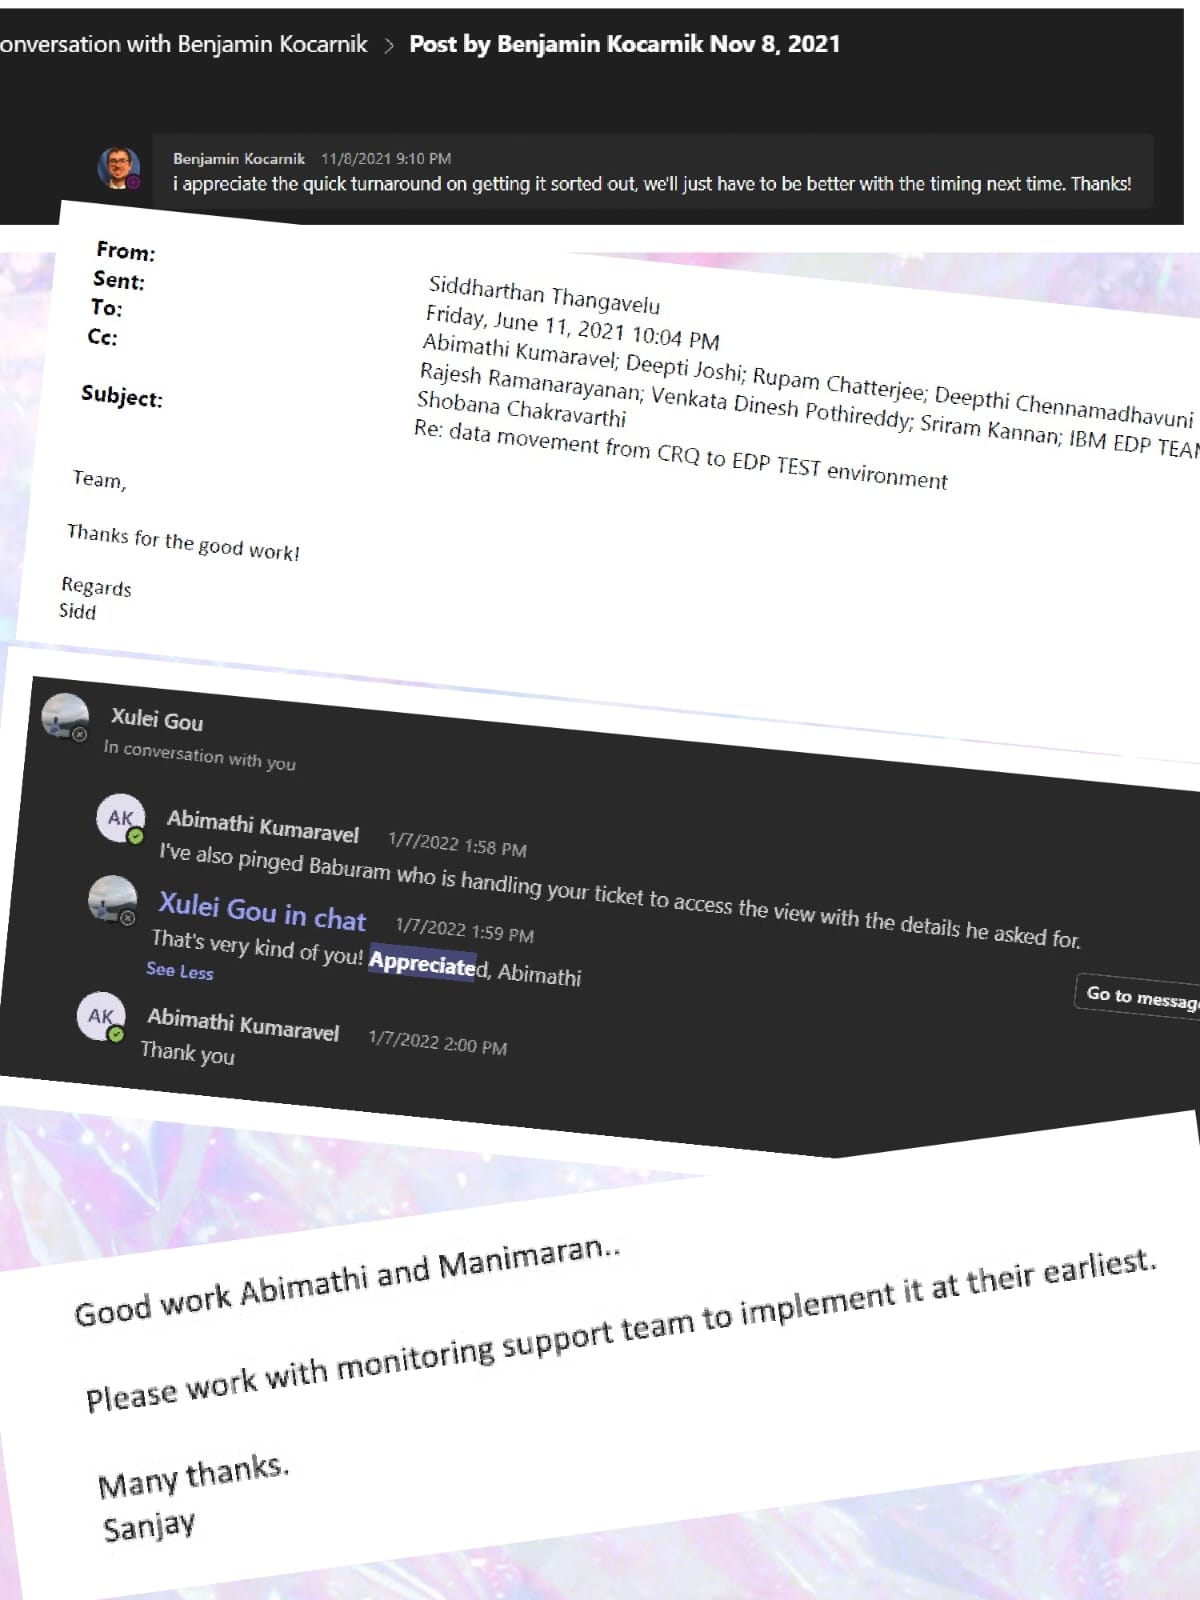 onversation with Benjamin Kocarnik > Post by Benjamin Kocarnik Nov 8, 2021
Benjamin Kocarnik 11/8/2021 9:10 PM
i appreciate the quick turnaround on getting it sorted out, we'll just have to be better with the timing next time. Thanks!
From: Siddharthan Thangavelu
Sent: Friday, June 11, 2021 10:04 PM
To: Abimathi Kumaravel; Deepti Joshi; Rupam Chatterjee; Deepthi Chennamadhavuni
Cc: Rajesh Ramanarayanan; Venkata Dinesh Pothireddy; Sriram Kannan; IBM EDP TEAM
Shobana Chakravarthi
Subject: Re: data movement from CRQ to EDP TEST environment
Team,
Thanks for the good work!
Regards
Sidd
Xulei Gou
In conversation with you
AK Abimathi Kumaravel 1/7/2022 1:58 PM
I've also pinged Baburam who is handling your ticket to access the view with the details he asked for.
Xulei Gou in chat 1/7/2022 1:59 PM
That's very kind of you! Appreciated, Abimathi
See Less
Go to messag
AK Abimathi Kumaravel 1/7/2022 2:00 PM
Thank you
Good work Abimathi and Manimaran..
Please work with monitoring support team to implement it at their earliest.
Many thanks.
Sanjay